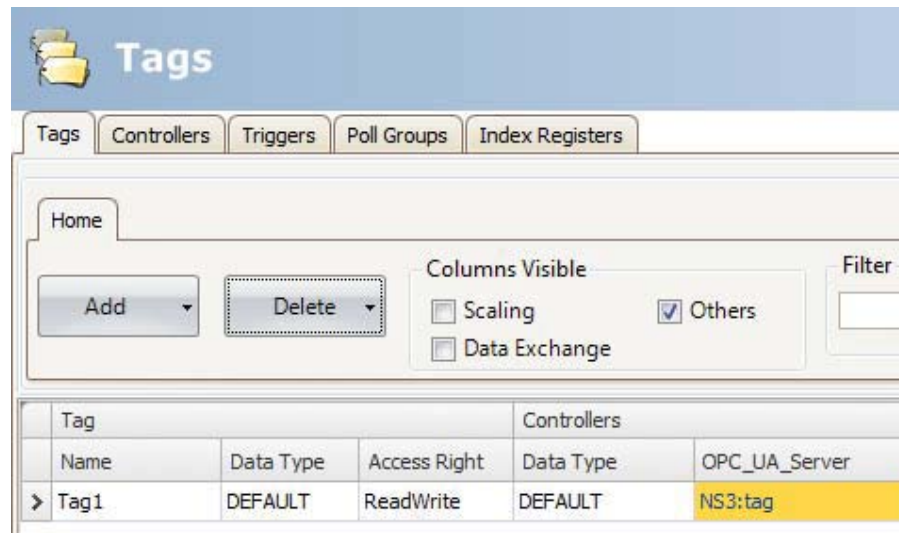 Tags
Tags Controllers Triggers Poll Groups Index Registers
Home
Columns Visible Filter
Add Delete Scaling Others
Data Exchange
Tag Controllers
Name Data Type Access Right Data Type OPC_UA_Server
Tag1 DEFAULT ReadWrite DEFAULT NS3:tag